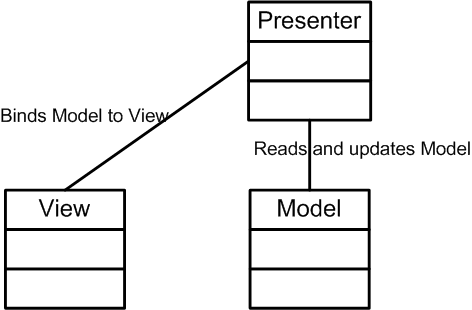 Presenter
Binds Model to View
Reads and updates Model
View
Model